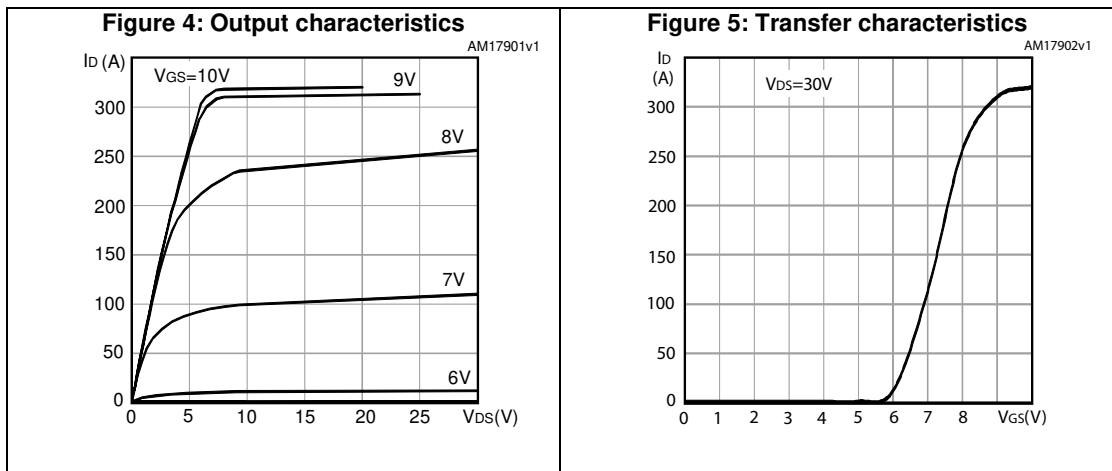 Figure 4: Output characteristics
AM17901v1
ID (A)
VGS=10V
9V
8V
7V
6V
300
250
200
150
100
50
0
0 5 10 15 20 25 VDS(V)
Figure 5: Transfer characteristics
AM17902v1
ID
(A)
VDS=30V
300
250
200
150
100
50
0
0 1 2 3 4 5 6 7 8 VGS(V)